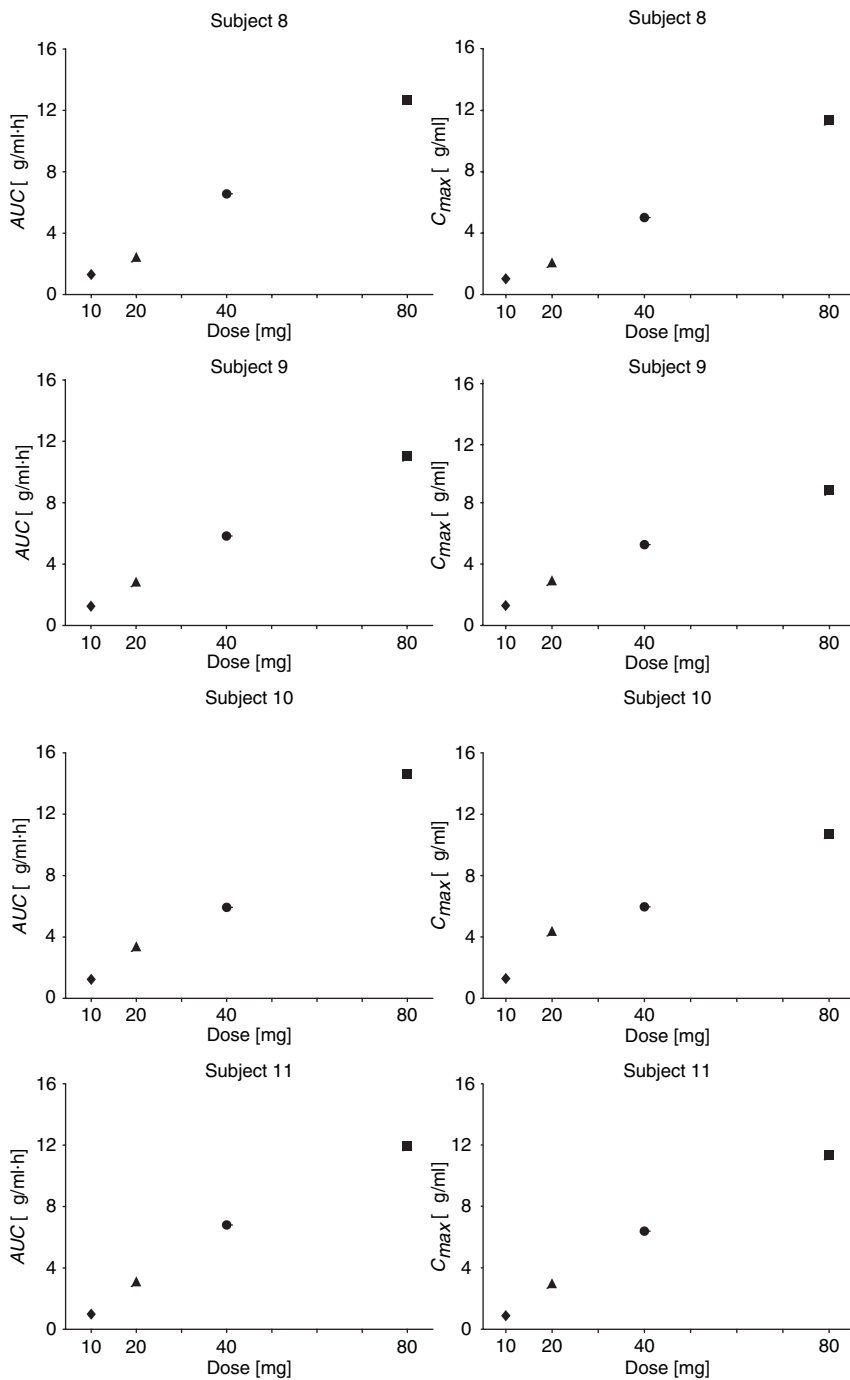 Subject 8
16
12
8
4
0
AUC [ g/ml·h]
10 20 40 80
Dose [mg]
Subject 8
16
12
8
4
0
Cmax [ g/ml]
10 20 40 80
Dose [mg]
Subject 9
16
12
8
4
0
AUC [ g/ml·h]
10 20 40 80
Dose [mg]
Subject 9
16
12
8
4
0
Cmax [ g/ml]
10 20 40 80
Dose [mg]
Subject 10
16
12
8
4
0
AUC [ g/ml·h]
10 20 40 80
Dose [mg]
Subject 10
16
12
8
4
0
Cmax [ g/ml]
10 20 40 80
Dose [mg]
Subject 11
16
12
8
4
0
AUC [ g/ml·h]
10 20 40 80
Dose [mg]
Subject 11
16
12
8
4
0
Cmax [ g/ml]
10 20 40 80
Dose [mg]